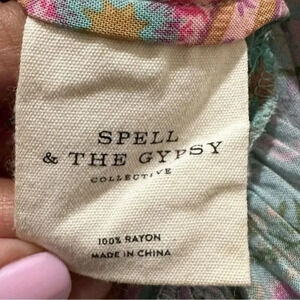 SPELL
& THE GYPSY
COLLECTIVE
100% RAYON
MADE IN CHINA